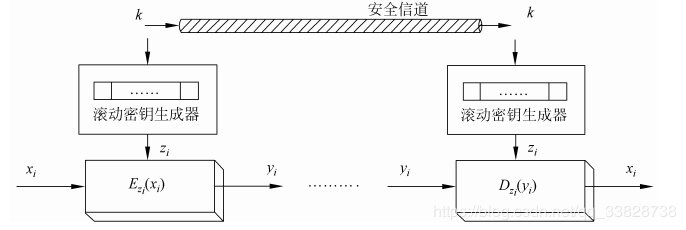 安全信道
k
k
……
滚动密钥生成器
……
滚动密钥生成器
z_i
z_i
x_i
E_{z_i}(x_i)
y_i
………
y_i
D_{z_i}(y_i)
x_i